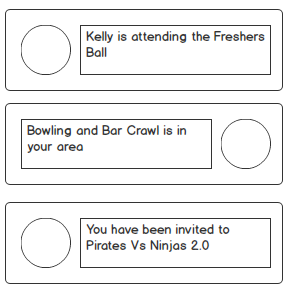 Kelly is attending the Freshers
Ball
Bowling and Bar Crawl is in
your area
You have been invited to
Pirates Vs Ninjas 2.0